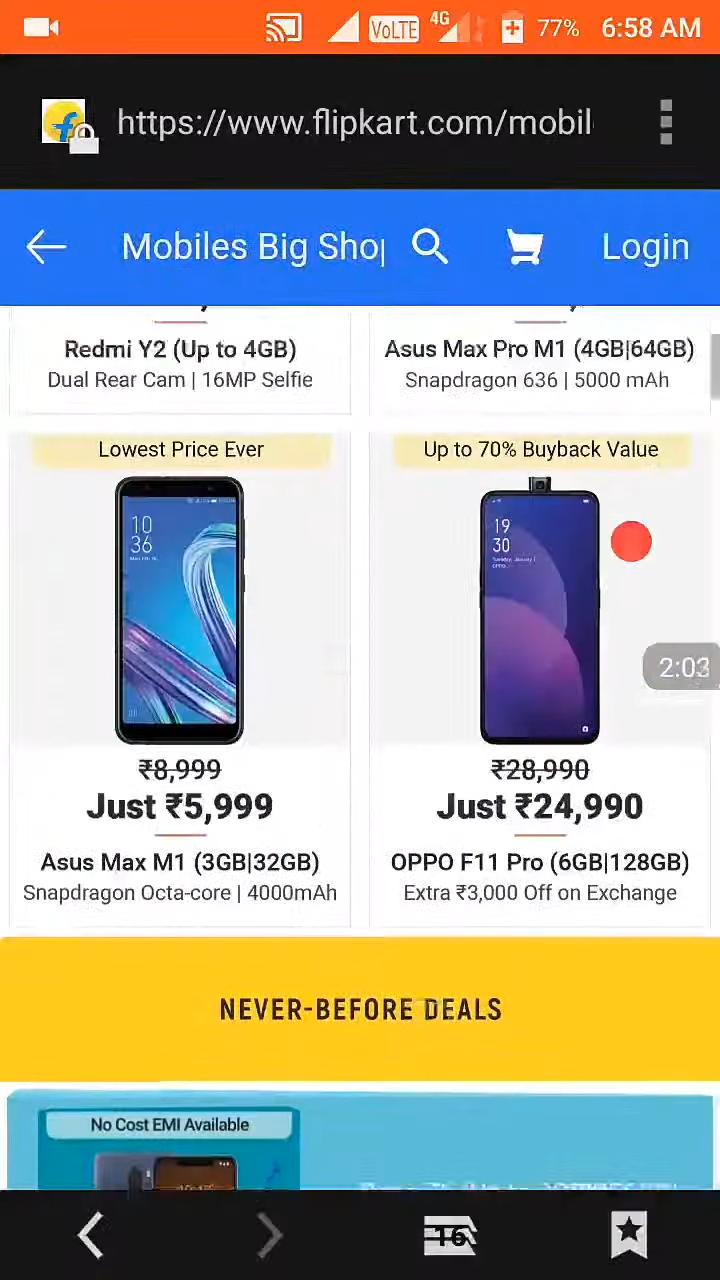 VoLTE 4G 77% 6:58 AM
https://www.flipkart.com/mobil
Mobiles Big Shop Login
Redmi Y2 (Up to 4GB) Asus Max Pro M1 (4GB|64GB)
Dual Rear Cam | 16MP Selfie Snapdragon 636 | 5000 mAh
Lowest Price Ever Up to 70% Buyback Value
10 19
36 30
2:03
₹8,999 ₹28,990
Just ₹5,999 Just ₹24,990
Asus Max M1 (3GB|32GB) OPPO F11 Pro (6GB|128GB)
Snapdragon Octa-core | 4000mAh Extra ₹3,000 Off on Exchange
NEVER-BEFORE DEALS
No Cost EMI Available
16